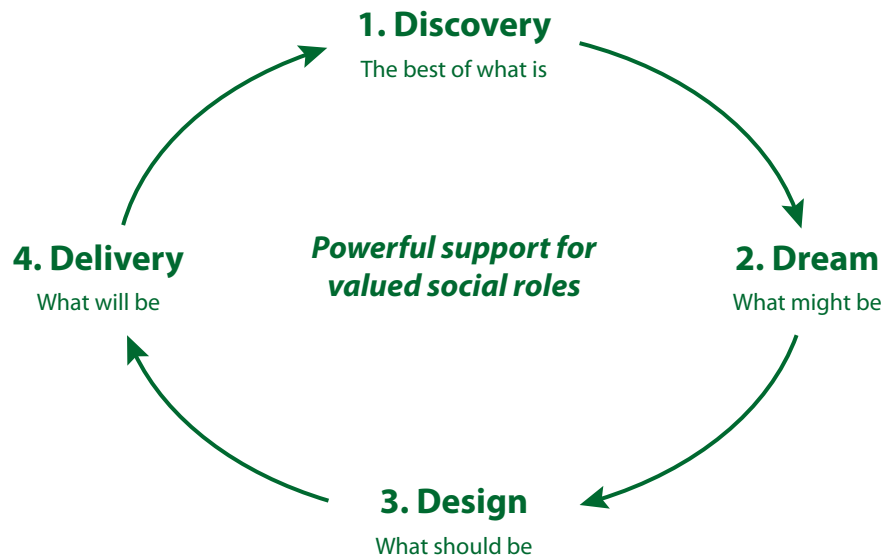 1. Discovery
The best of what is
2. Dream
What might be
3. Design
What should be
4. Delivery
What will be
Powerful support for
valued social roles